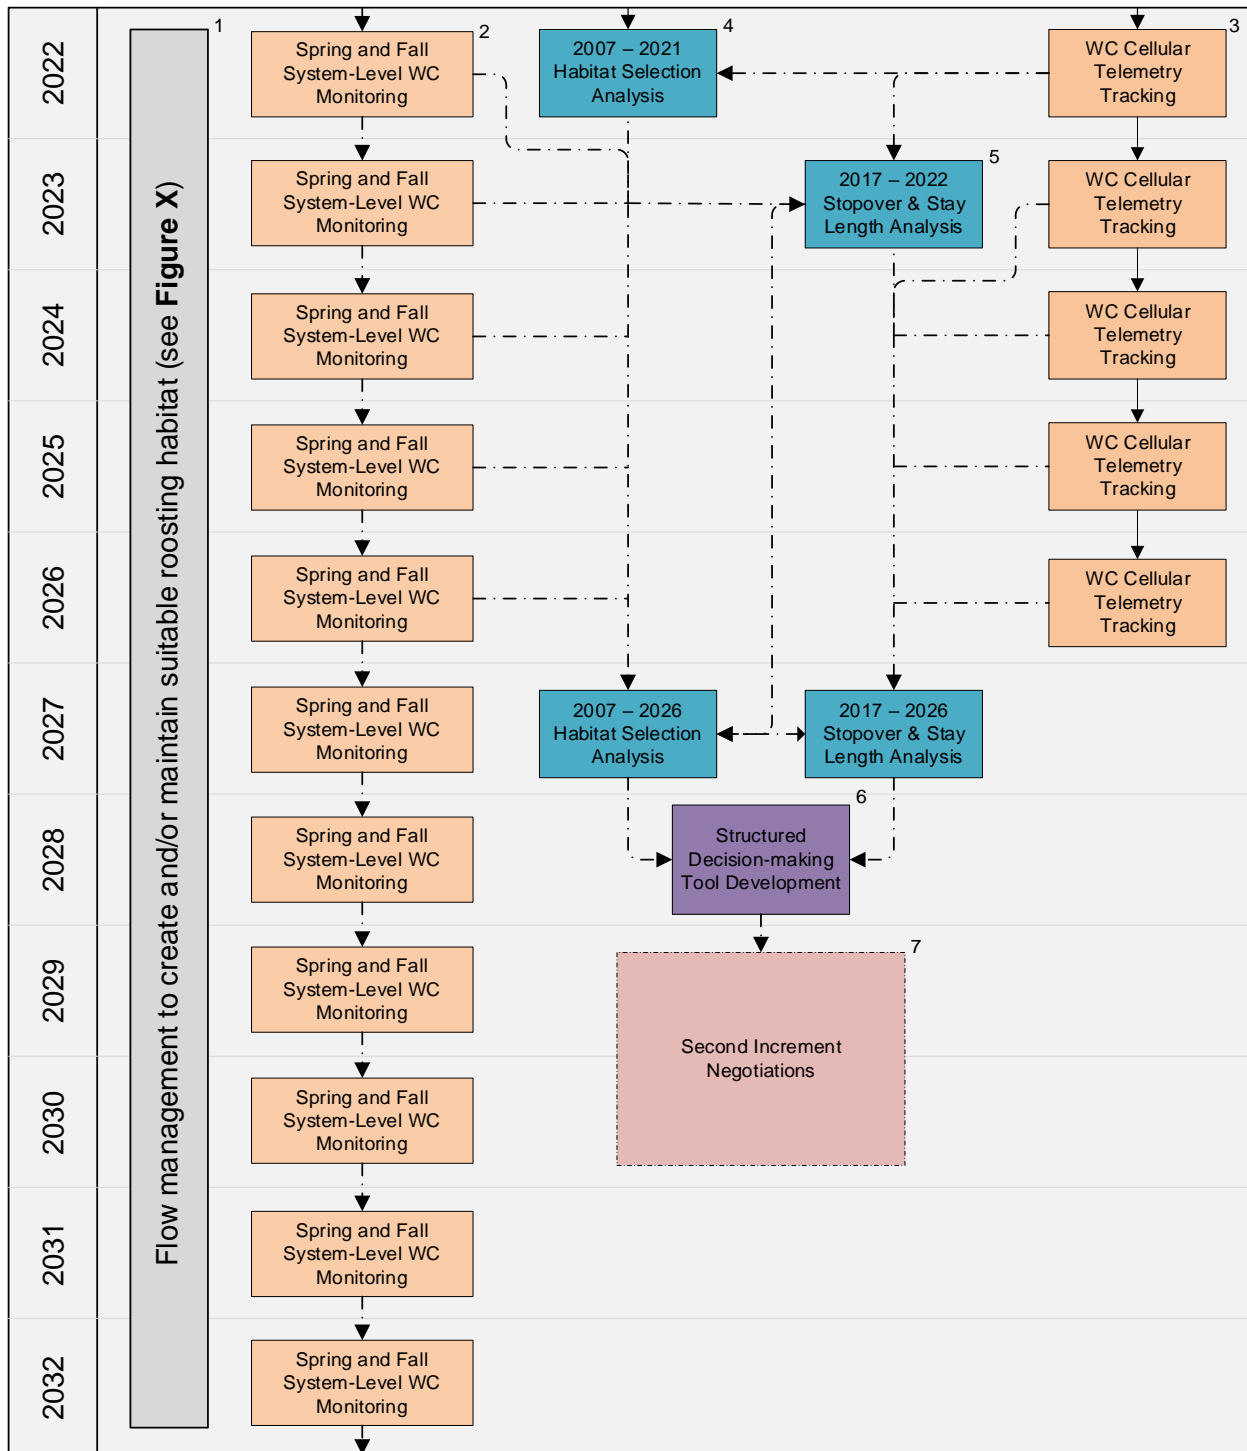 1
2
4
3
2022
Spring and Fall
System-Level WC
Monitoring
2007 – 2021
Habitat Selection
Analysis
WC Cellular
Telemetry
Tracking
5
2023
Spring and Fall
System-Level WC
Monitoring
2017 – 2022
Stopover & Stay
Length Analysis
WC Cellular
Telemetry
Tracking
Flow management to create and/or maintain suitable roosting habitat (see Figure X)
2024
Spring and Fall
System-Level WC
Monitoring
WC Cellular
Telemetry
Tracking
2025
Spring and Fall
System-Level WC
Monitoring
WC Cellular
Telemetry
Tracking
2026
Spring and Fall
System-Level WC
Monitoring
WC Cellular
Telemetry
Tracking
2027
Spring and Fall
System-Level WC
Monitoring
2007 – 2026
Habitat Selection
Analysis
2017 – 2026
Stopover & Stay
Length Analysis
6
2028
Spring and Fall
System-Level WC
Monitoring
Structured
Decision-making
Tool Development
7
2029
Spring and Fall
System-Level WC
Monitoring
Second Increment
Negotiations
2030
Spring and Fall
System-Level WC
Monitoring
2031
Spring and Fall
System-Level WC
Monitoring
2032
Spring and Fall
System-Level WC
Monitoring